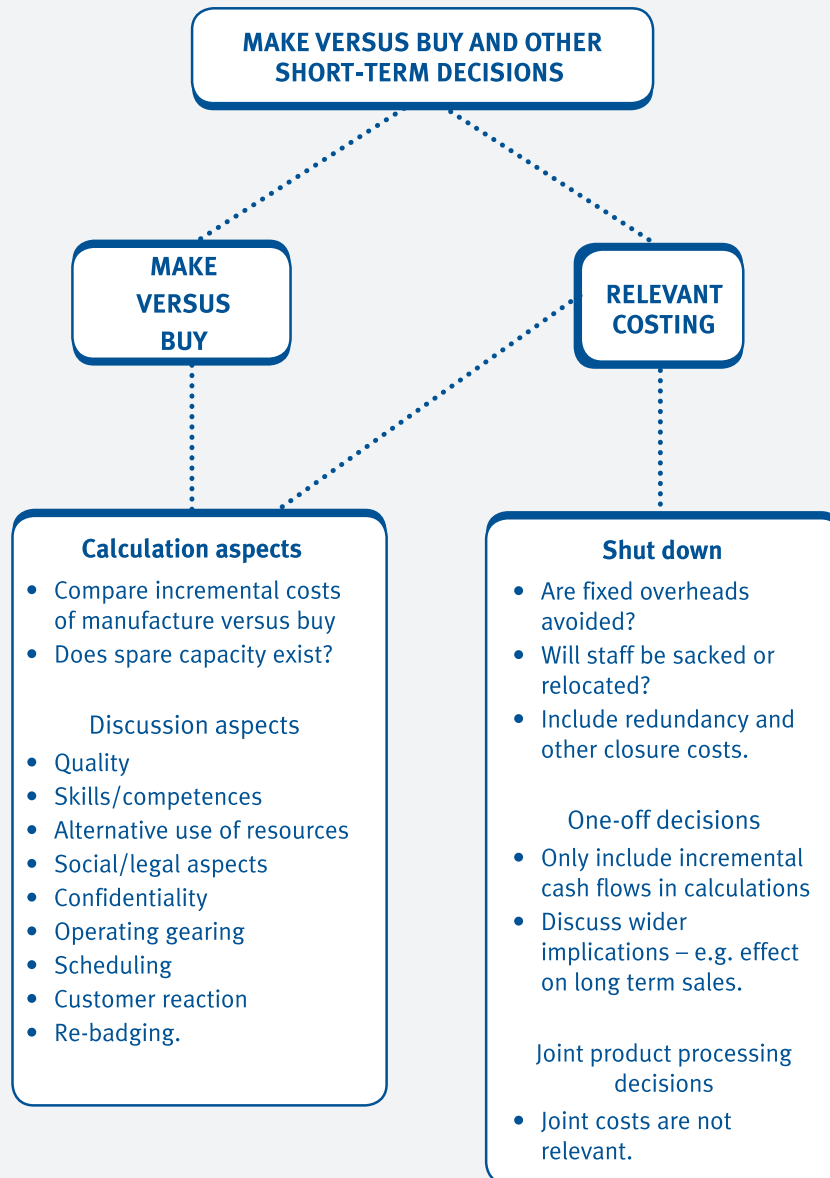 MAKE VERSUS BUY AND OTHER
SHORT-TERM DECISIONS
MAKE
VERSUS
BUY
RELEVANT
COSTING
Calculation aspects
• Compare incremental costs
of manufacture versus buy
• Does spare capacity exist?
Discussion aspects
• Quality
• Skills/competences
• Alternative use of resources
• Social/legal aspects
• Confidentiality
• Operating gearing
• Scheduling
• Customer reaction
• Re-badging.
Shut down
• Are fixed overheads
avoided?
• Will staff be sacked or
relocated?
• Include redundancy and
other closure costs.
One-off decisions
• Only include incremental
cash flows in calculations
• Discuss wider
implications – e.g. effect
on long term sales.
Joint product processing
decisions
• Joint costs are not
relevant.